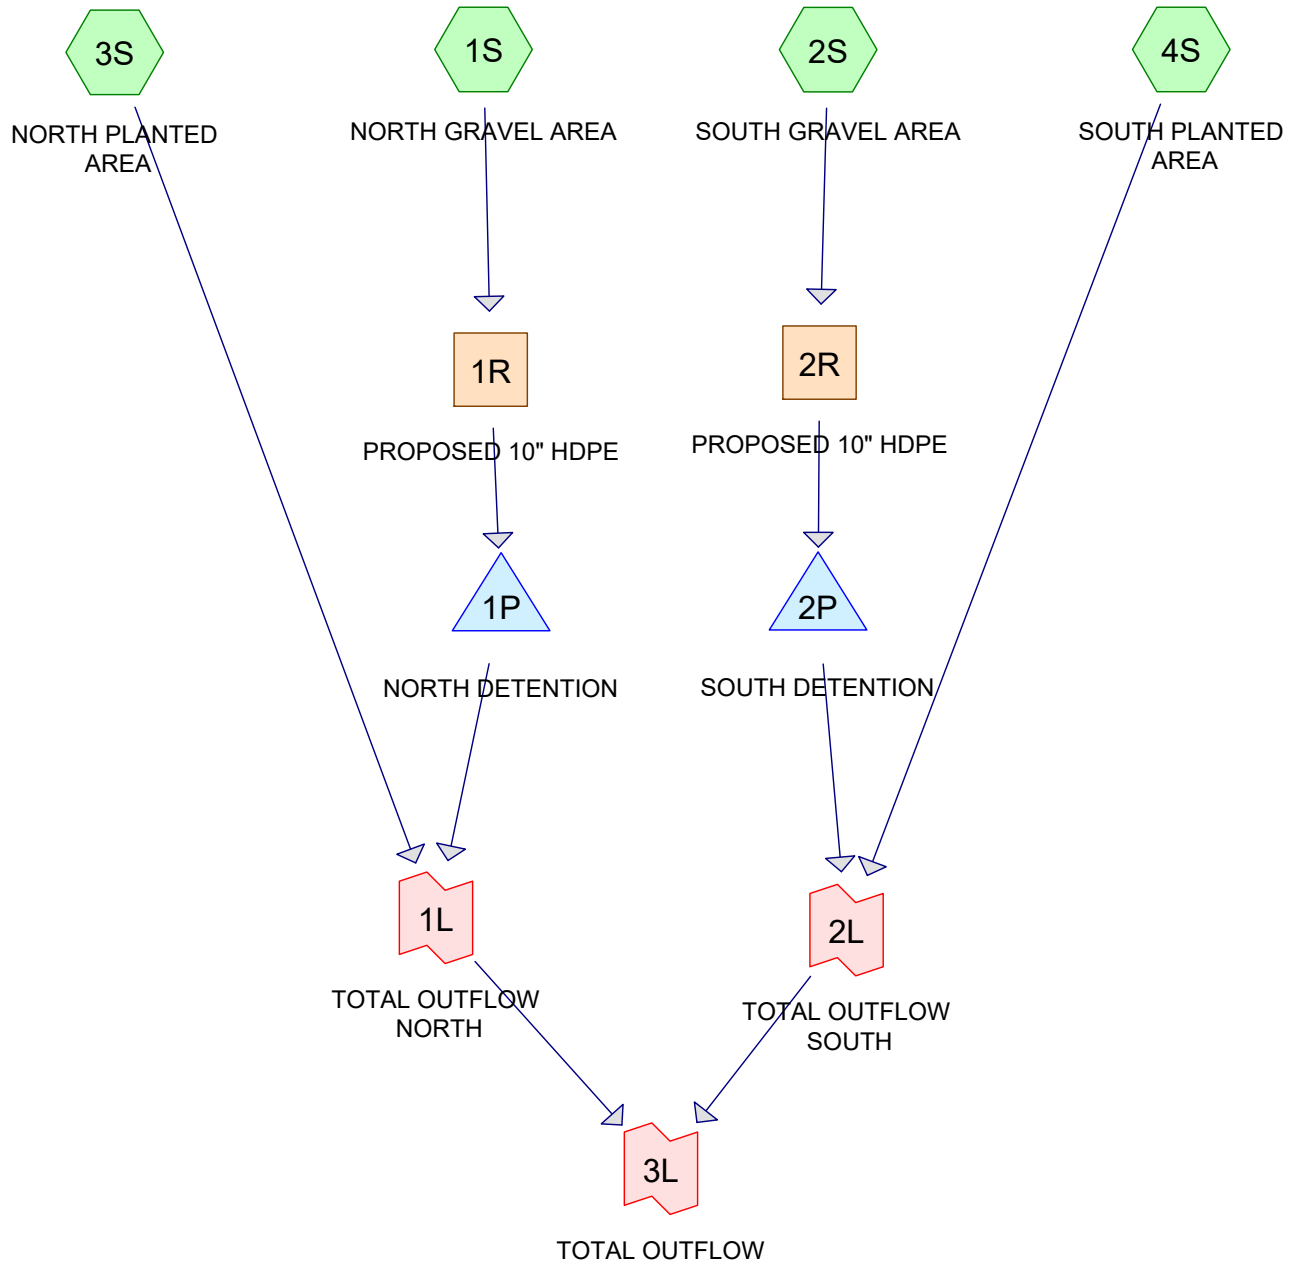 3S
1S
2S
4S
NORTH PLANTED
AREA
NORTH GRAVEL AREA
SOUTH GRAVEL AREA
SOUTH PLANTED
AREA
1R
2R
PROPOSED 10" HDPE
PROPOSED 10" HDPE
1P
2P
NORTH DETENTION
SOUTH DETENTION
1L
2L
TOTAL OUTFLOW
NORTH
TOTAL OUTFLOW
SOUTH
3L
TOTAL OUTFLOW